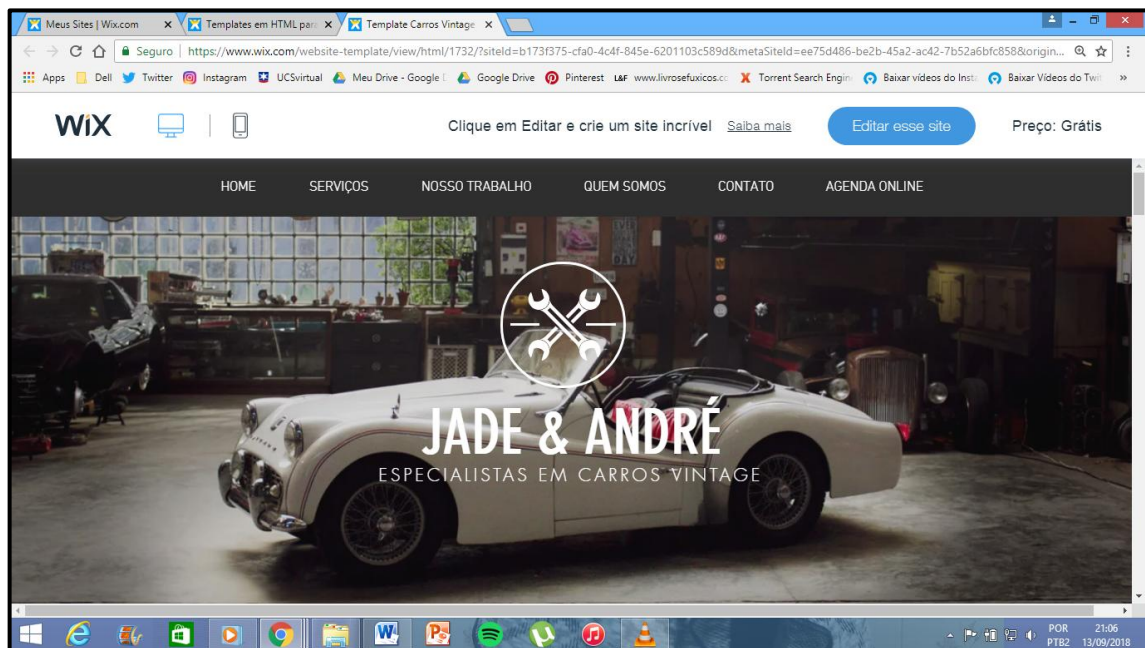 Meus Sites | Wix.com
Templates em HTML para
Template Carros Vintage
Seguro | https://www.wix.com/website-template/view/html/1732/?siteId=b173f375-cfa0-4c4f-845e-6201103c589d&metaSiteId=ee75d486-be2b-45a2-ac42-7b52a6bfc858&origin...
Apps Dell Twitter Instagram UCSvirtual Meu Drive - Google Google Drive Pinterest L&F www.livrosefuxicos.co Torrent Search Engin Baixar vídeos do Inst Baixar Vídeos do Twi »
WiX Clique em Editar e crie um site incrível Saiba mais Editar esse site Preço: Grátis
HOME SERVIÇOS NOSSO TRABALHO QUEM SOMOS CONTATO AGENDA ONLINE
JADE & ANDRÉ
ESPECIALISTAS EM CARROS VINTAGE
POR 21:06
PTB2 13/09/2018